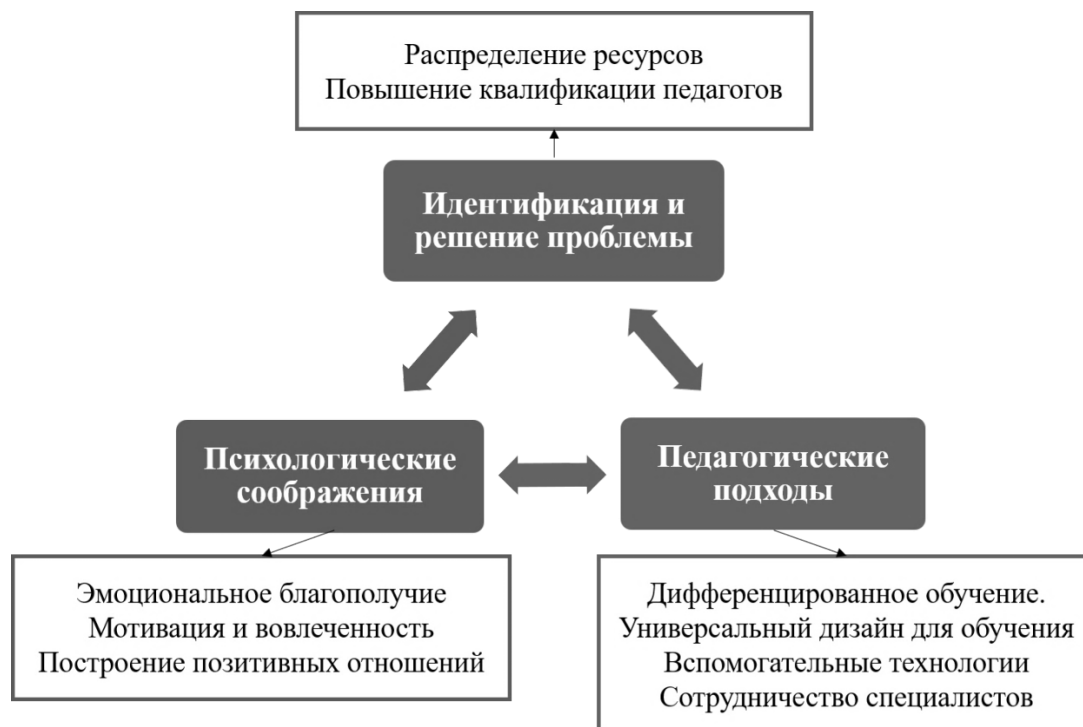 Распределение ресурсов
Повышение квалификации педагогов
Идентификация и
решение проблемы
Психологические
соображения
Педагогические
подходы
Эмоциональное благополучие
Мотивация и вовлеченность
Построение позитивных отношений
Дифференцированное обучение.
Универсальный дизайн для обучения
Вспомогательные технологии
Сотрудничество специалистов